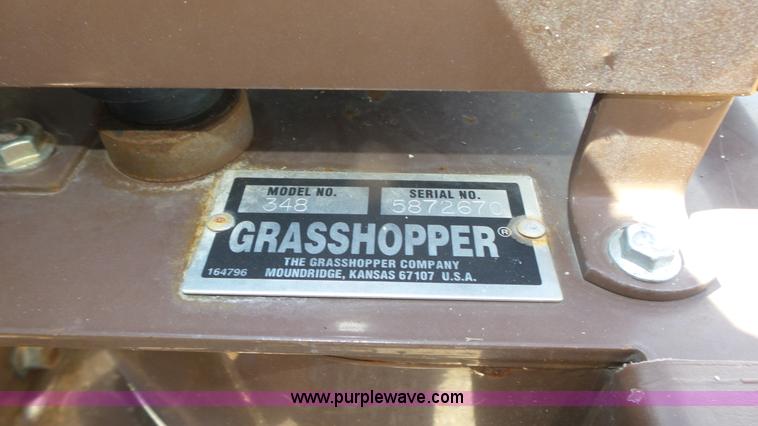 MODEL NO. SERIAL NO.
348 5872670
GRASSHOPPER®
THE GRASSHOPPER COMPANY
164796 MOUNDRIDGE, KANSAS 67107 U.S.A.
www.purplewave.com